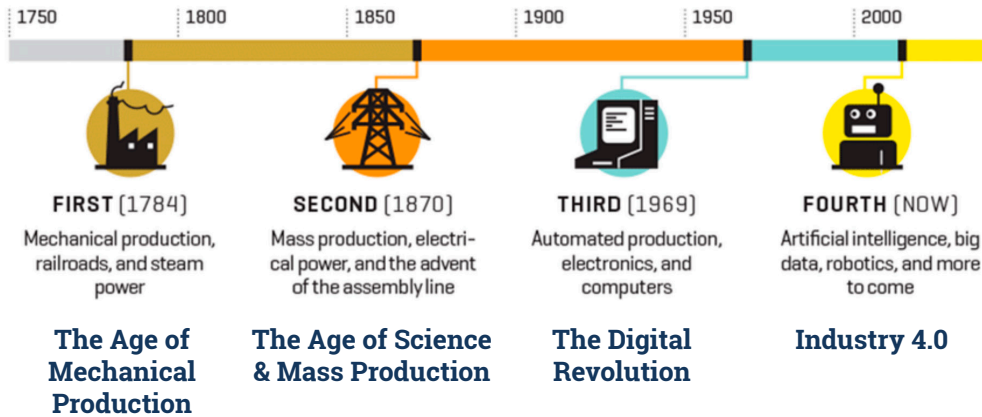 1750
1800
1850
1900
1950
2000
FIRST (1784)
Mechanical production,
railroads, and steam
power
The Age of
Mechanical
Production
SECOND (1870)
Mass production, electri-
cal power, and the advent
of the assembly line
The Age of Science
& Mass Production
THIRD (1969)
Automated production,
electronics, and
computers
The Digital
Revolution
FOURTH (NOW)
Artificial intelligence, big
data, robotics, and more
to come
Industry 4.0